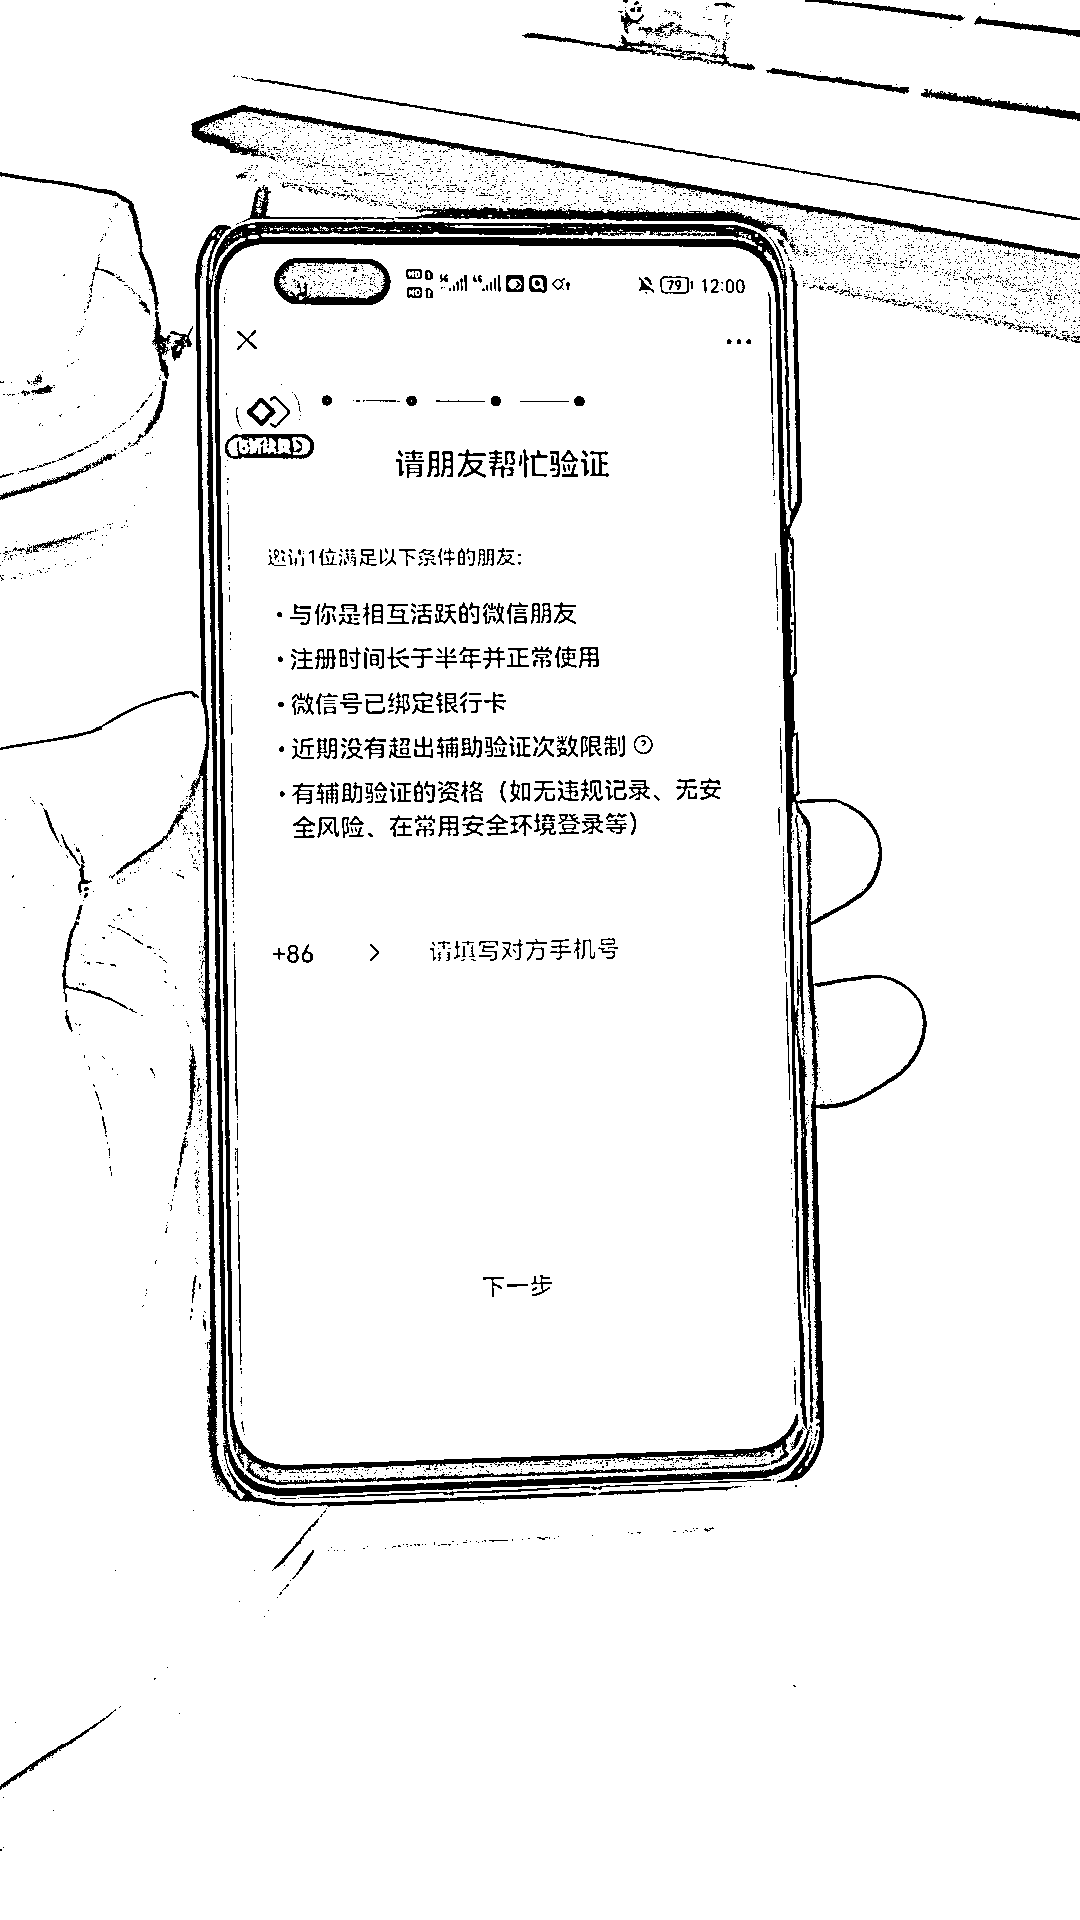 79 12:00
请朋友帮忙验证
邀请1位满足以下条件的朋友:
·与你是相互活跃的微信朋友
·注册时间长于半年并正常使用
·微信号已绑定银行卡
·近期没有超出辅助验证次数限制?
·有辅助验证的资格（如无违规记录、无安
全风险、在常用安全环境登录等）
+86 > 请填写对方手机号
下一步